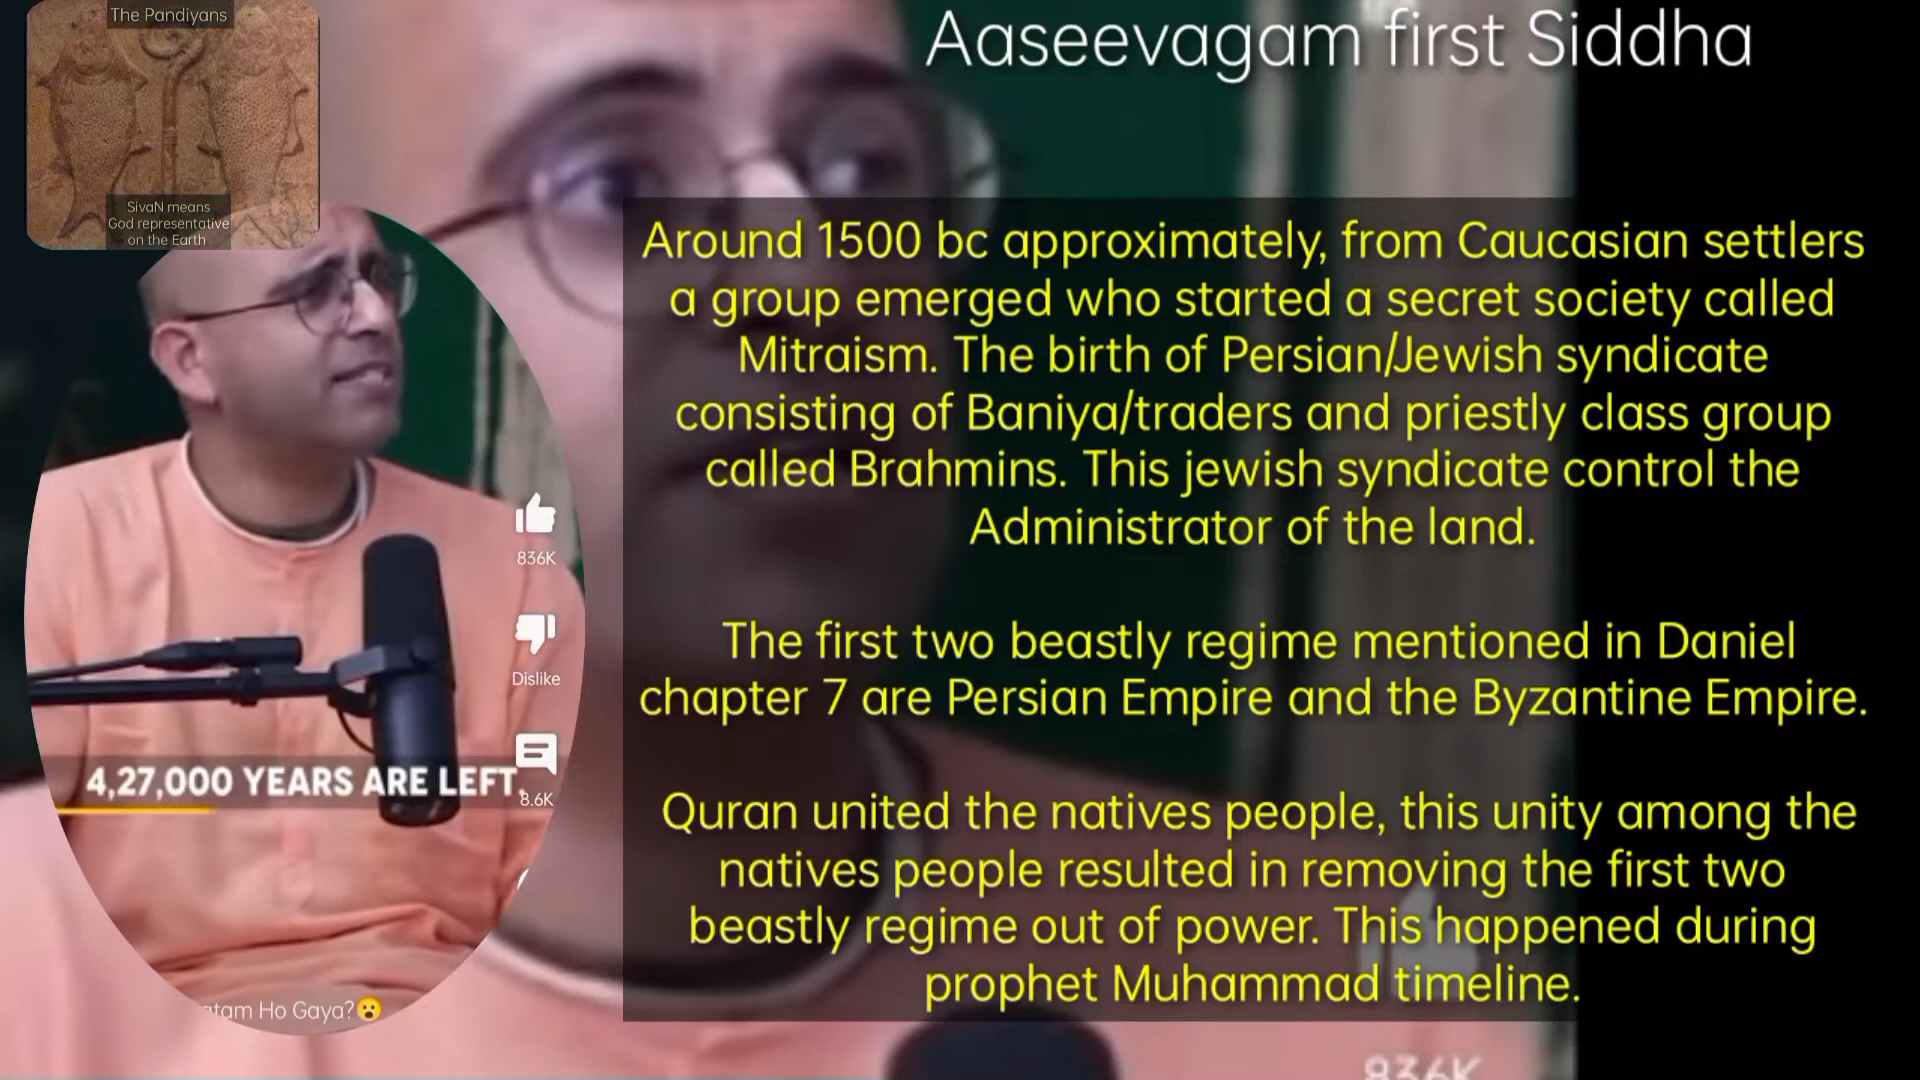 The Pandiyans
SivaN means
God representative
on the Earth
Aaseevagam first Siddha
Around 1500 bc approximately, from Caucasian settlers
a group emerged who started a secret society called
Mitraism. The birth of Persian/Jewish syndicate
consisting of Baniya/traders and priestly class group
called Brahmins. This jewish syndicate control the
Administrator of the land.
The first two beastly regime mentioned in Daniel
chapter 7 are Persian Empire and the Byzantine Empire.
Quran united the natives people, this unity among the
natives people resulted in removing the first two
beastly regime out of power. This happened during
prophet Muhammad timeline.
836K
Dislike
4,27,000 YEARS ARE LEFT.
8.6K
atam Ho Gaya?😮
836K